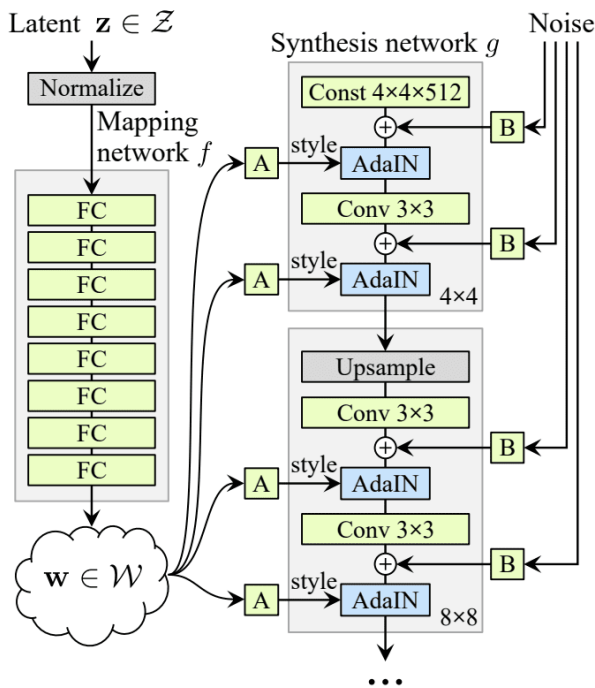 Latent z ∈ 𝒵
Normalize
Mapping
network f
FC
FC
FC
FC
FC
FC
FC
FC
w ∈ 𝒲
Synthesis network g
Noise
Const 4×4×512
B
A
style
AdaIN
Conv 3×3
B
A
style
AdaIN
4×4
Upsample
Conv 3×3
B
A
style
AdaIN
Conv 3×3
B
A
style
AdaIN
8×8
...